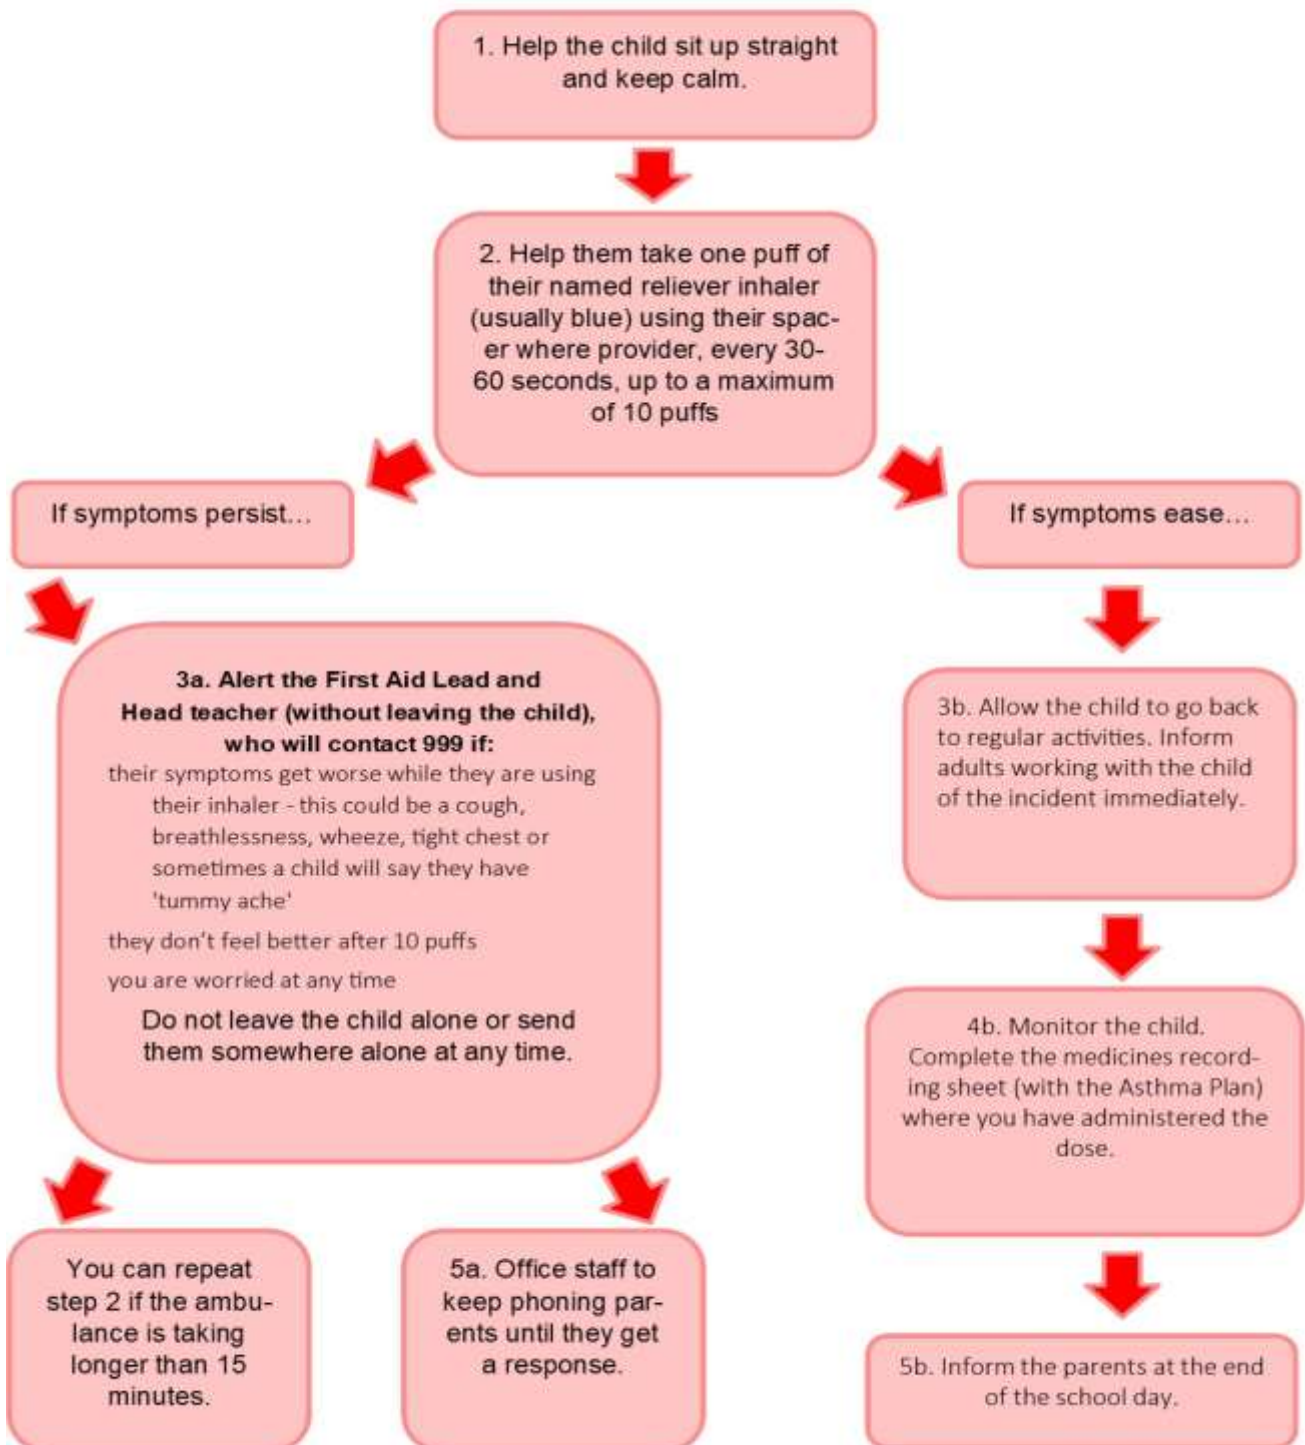 1. Help the child sit up straight
and keep calm.
2. Help them take one puff of
their named reliever inhaler
(usually blue) using their spac-
er where provider, every 30-
60 seconds, up to a maximum
of 10 puffs
If symptoms persist…
If symptoms ease…
3a. Alert the First Aid Lead and
Head teacher (without leaving the child),
who will contact 999 if:
their symptoms get worse while they are using
their inhaler - this could be a cough,
breathlessness, wheeze, tight chest or
sometimes a child will say they have
'tummy ache'
they don't feel better after 10 puffs
you are worried at any time
Do not leave the child alone or send
them somewhere alone at any time.
You can repeat
step 2 if the ambu-
lance is taking
longer than 15
minutes.
5a. Office staff to
keep phoning par-
ents until they get
a response.
3b. Allow the child to go back
to regular activities. Inform
adults working with the child
of the incident immediately.
4b. Monitor the child.
Complete the medicines record-
ing sheet (with the Asthma Plan)
where you have administered the
dose.
5b. Inform the parents at the end
of the school day.